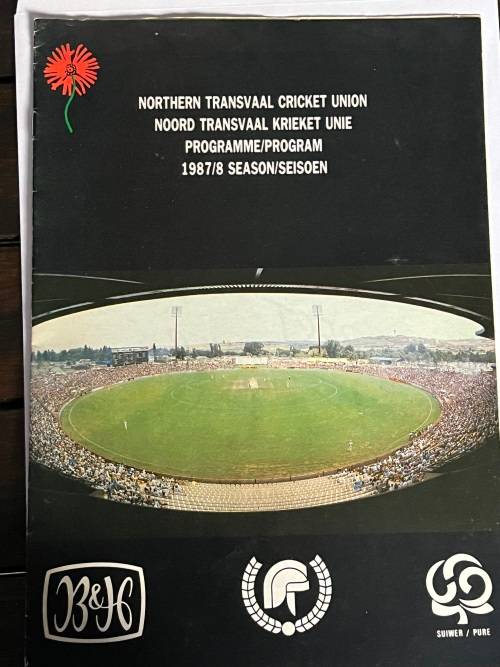 NORTHERN TRANSVAAL CRICKET UNION
NOORD TRANSVAAL KRIEKET UNIE
PROGRAMME/PROGRAM
1987/8 SEASON/SEISOEN
B&H
SUIWER / PURE